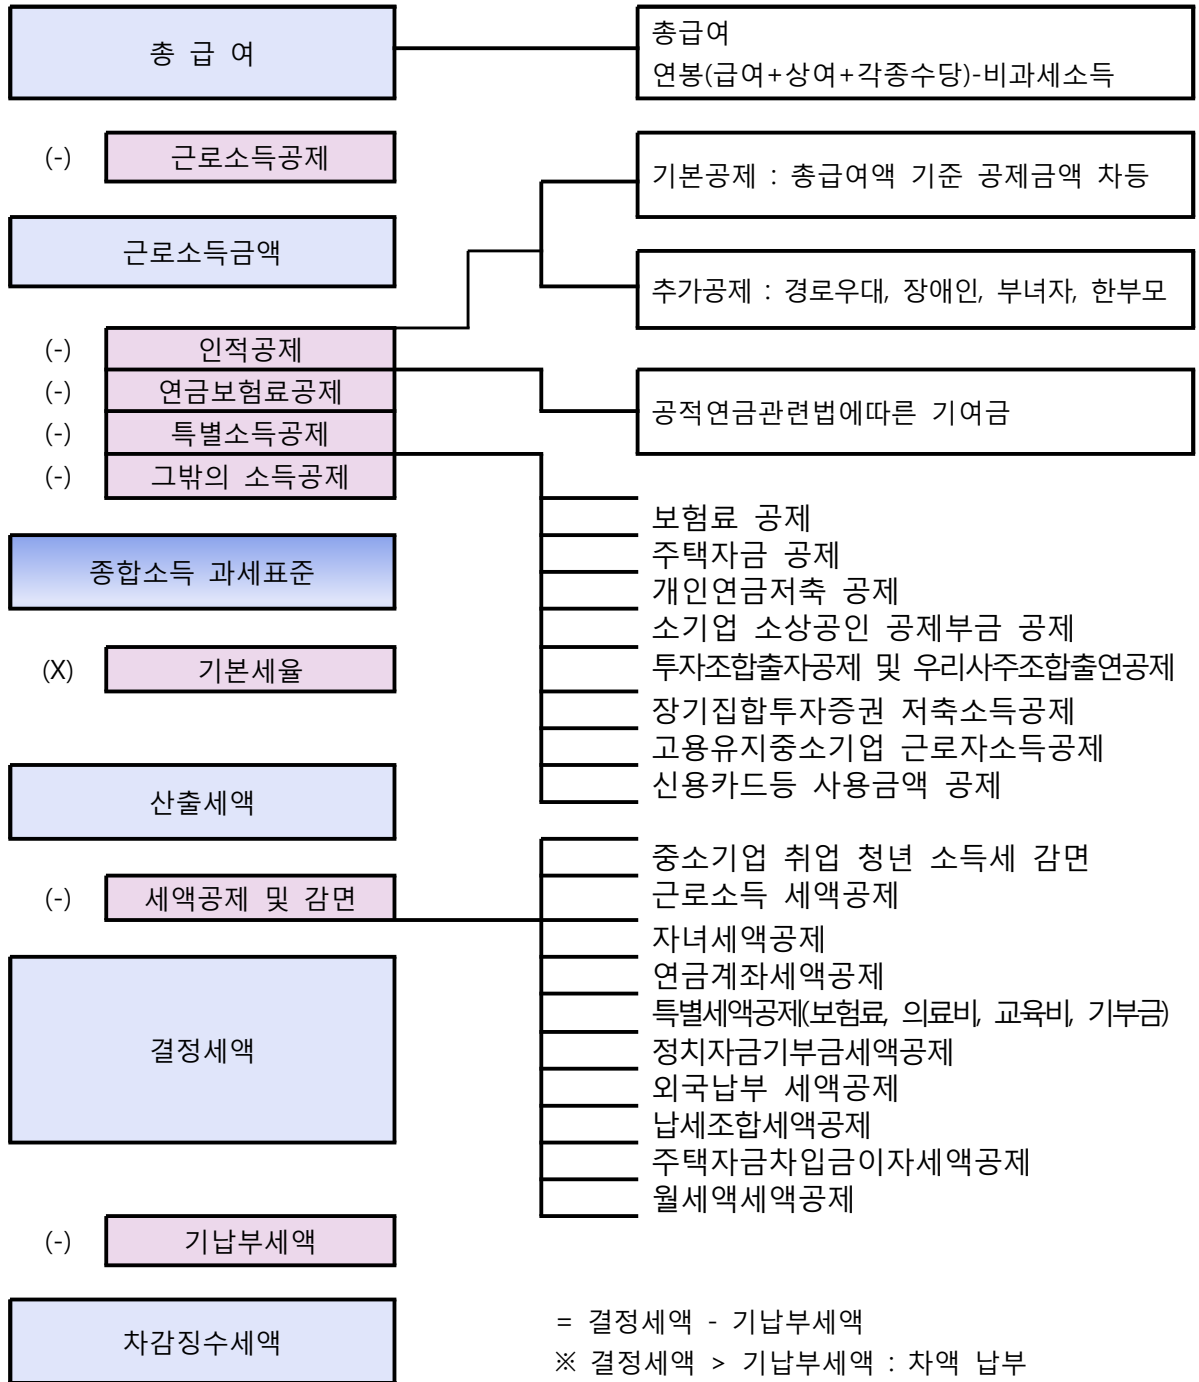 총 급 여
총급여
연봉(급여+상여+각종수당)-비과세소득
(-) 근로소득공제
기본공제 : 총급여액 기준 공제금액 차등
근로소득금액
추가공제 : 경로우대, 장애인, 부녀자, 한부모
(-) 인적공제
(-) 연금보험료공제
(-) 특별소득공제
(-) 그밖의 소득공제
공적연금관련법에따른 기여금
보험료 공제
주택자금 공제
개인연금저축 공제
소기업 소상공인 공제부금 공제
투자조합출자공제 및 우리사주조합출연공제
장기집합투자증권 저축소득공제
고용유지중소기업 근로자소득공제
신용카드등 사용금액 공제
종합소득 과세표준
(X) 기본세율
산출세액
(-) 세액공제 및 감면
중소기업 취업 청년 소득세 감면
근로소득 세액공제
자녀세액공제
연금계좌세액공제
특별세액공제(보험료, 의료비, 교육비, 기부금)
정치자금기부금세액공제
외국납부 세액공제
납세조합세액공제
주택자금차입금이자세액공제
월세액세액공제
결정세액
(-) 기납부세액
차감징수세액
= 결정세액 - 기납부세액
※ 결정세액 > 기납부세액 : 차액 납부